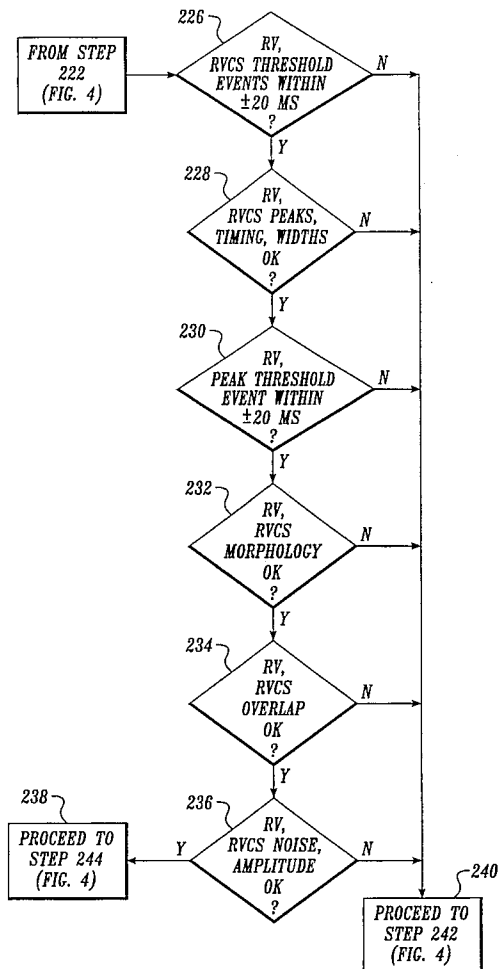 226
FROM STEP
222
(FIG. 4)
RV,
RVCS THRESHOLD
EVENTS WITHIN
±20 MS
?
N
Y
228
RV,
RVCS PEAKS,
TIMING, WIDTHS
OK
?
N
Y
230
RV,
PEAK THRESHOLD
EVENT WITHIN
±20 MS
?
N
Y
232
RV,
RVCS
MORPHOLOGY
OK
?
N
Y
234
RV,
RVCS
OVERLAP
OK
?
N
Y
238
PROCEED TO
STEP 244
(FIG. 4)
Y
236
RV,
RVCS NOISE,
AMPLITUDE
OK
?
N
240
PROCEED TO
STEP 242
(FIG. 4)